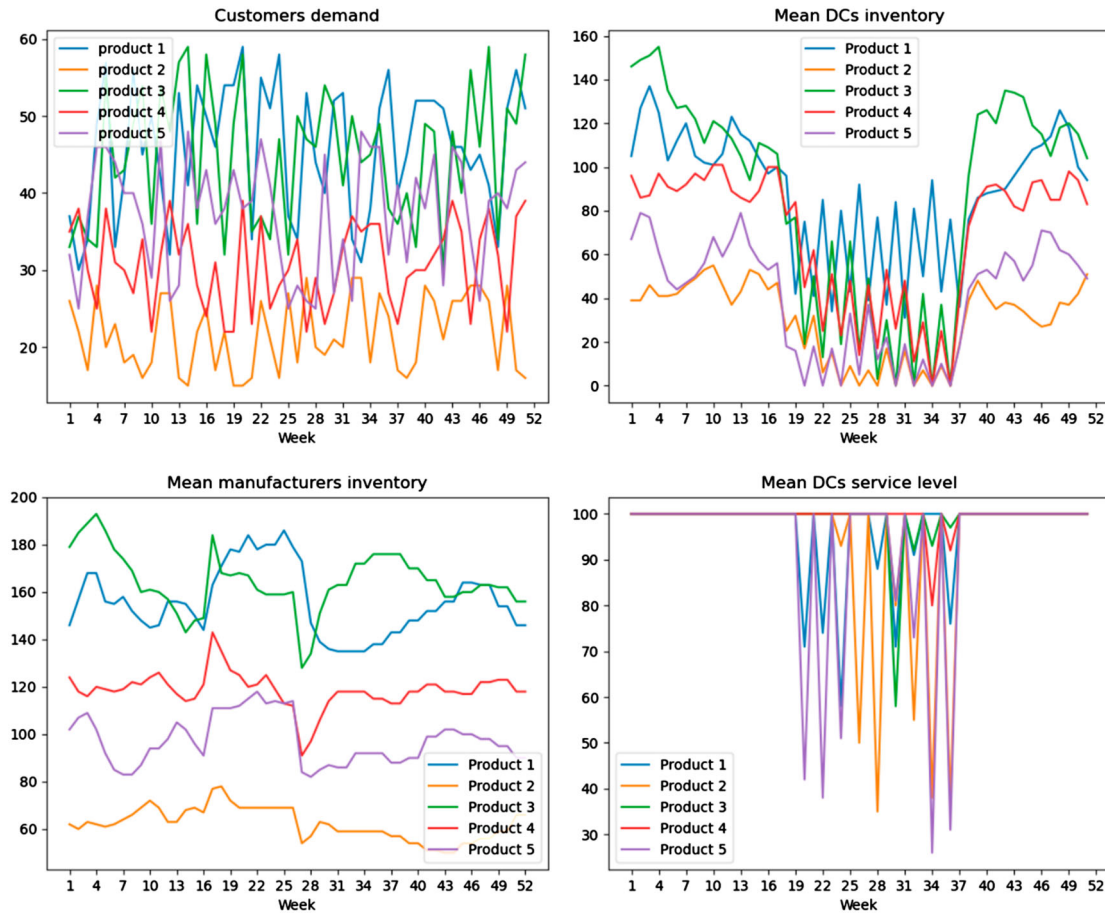 Customers demand
60
50
40
30
20
product 1
product 2
product 3
product 4
product 5
1 4 7 10 13 16 19 22 25 28 31 34 37 40 43 46 49 52
Week
Mean DCs inventory
160
140
120
100
80
60
40
20
0
Product 1
Product 2
Product 3
Product 4
Product 5
1 4 7 10 13 16 19 22 25 28 31 34 37 40 43 46 49 52
Week
Mean manufacturers inventory
200
180
160
140
120
100
80
60
Product 1
Product 2
Product 3
Product 4
Product 5
1 4 7 10 13 16 19 22 25 28 31 34 37 40 43 46 49 52
Week
Mean DCs service level
100
90
80
70
60
50
40
30
Product 1
Product 2
Product 3
Product 4
Product 5
1 4 7 10 13 16 19 22 25 28 31 34 37 40 43 46 49 52
Week